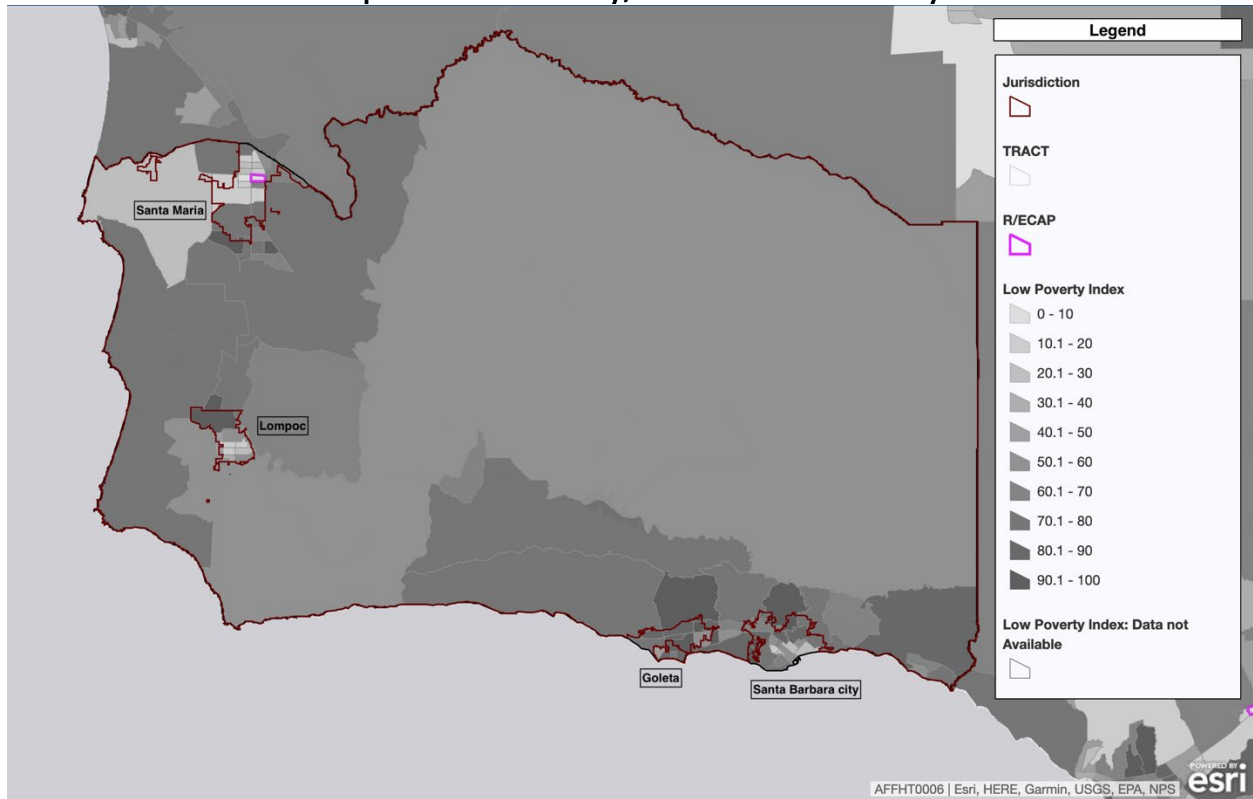 Legend
Jurisdiction
TRACT
R/ECAP
Low Poverty Index
0 - 10
10.1 - 20
20.1 - 30
30.1 - 40
40.1 - 50
50.1 - 60
60.1 - 70
70.1 - 80
80.1 - 90
90.1 - 100
Low Poverty Index: Data not
Available
Santa Maria
Lompoc
Goleta
Santa Barbara city
AFFHT0006 | Esri, HERE, Garmin, USGS, EPA, NPS
POWERED BY
esri